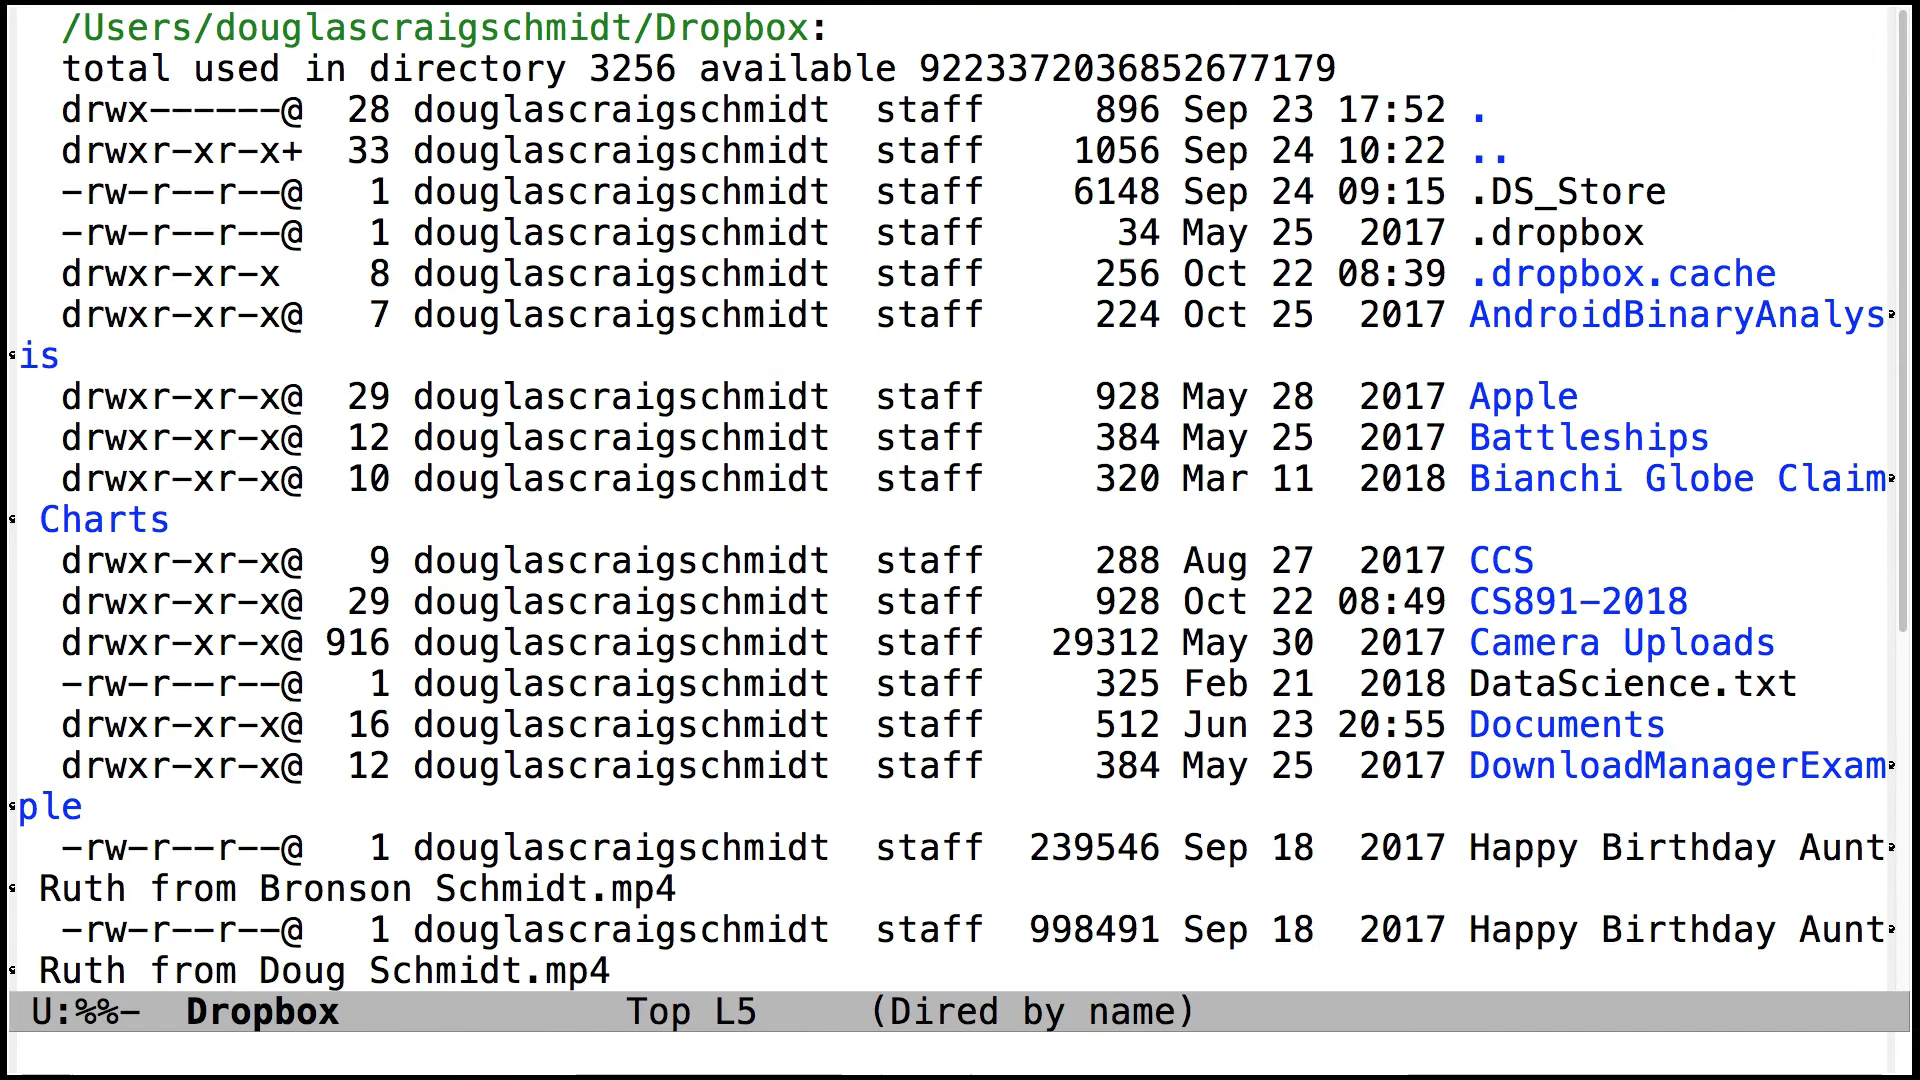 /Users/douglascraigschmidt/Dropbox:
total used in directory 3256 available 9223372036852677179
drwx------@  28 douglascraigschmidt  staff     896 Sep 23 17:52 .
drwxr-xr-x+  33 douglascraigschmidt  staff    1056 Sep 24 10:22 ..
-rw-r--r--@   1 douglascraigschmidt  staff    6148 Sep 24 09:15 .DS_Store
-rw-r--r--@   1 douglascraigschmidt  staff      34 May 25  2017 .dropbox
drwxr-xr-x    8 douglascraigschmidt  staff     256 Oct 22 08:39 .dropbox.cache
drwxr-xr-x@   7 douglascraigschmidt  staff     224 Oct 25  2017 AndroidBinaryAnalys
is
drwxr-xr-x@  29 douglascraigschmidt  staff     928 May 28  2017 Apple
drwxr-xr-x@  12 douglascraigschmidt  staff     384 May 25  2017 Battleships
drwxr-xr-x@  10 douglascraigschmidt  staff     320 Mar 11  2018 Bianchi Globe Claim
Charts
drwxr-xr-x@   9 douglascraigschmidt  staff     288 Aug 27  2017 CCS
drwxr-xr-x@  29 douglascraigschmidt  staff     928 Oct 22 08:49 CS891-2018
drwxr-xr-x@ 916 douglascraigschmidt  staff   29312 May 30  2017 Camera Uploads
-rw-r--r--@   1 douglascraigschmidt  staff     325 Feb 21  2018 DataScience.txt
drwxr-xr-x@  16 douglascraigschmidt  staff     512 Jun 23 20:55 Documents
drwxr-xr-x@  12 douglascraigschmidt  staff     384 May 25  2017 DownloadManagerExam
ple
-rw-r--r--@   1 douglascraigschmidt  staff  239546 Sep 18  2017 Happy Birthday Aunt
Ruth from Bronson Schmidt.mp4
-rw-r--r--@   1 douglascraigschmidt  staff  998491 Sep 18  2017 Happy Birthday Aunt
Ruth from Doug Schmidt.mp4
U:%%-  Dropbox             Top L5     (Dired by name)